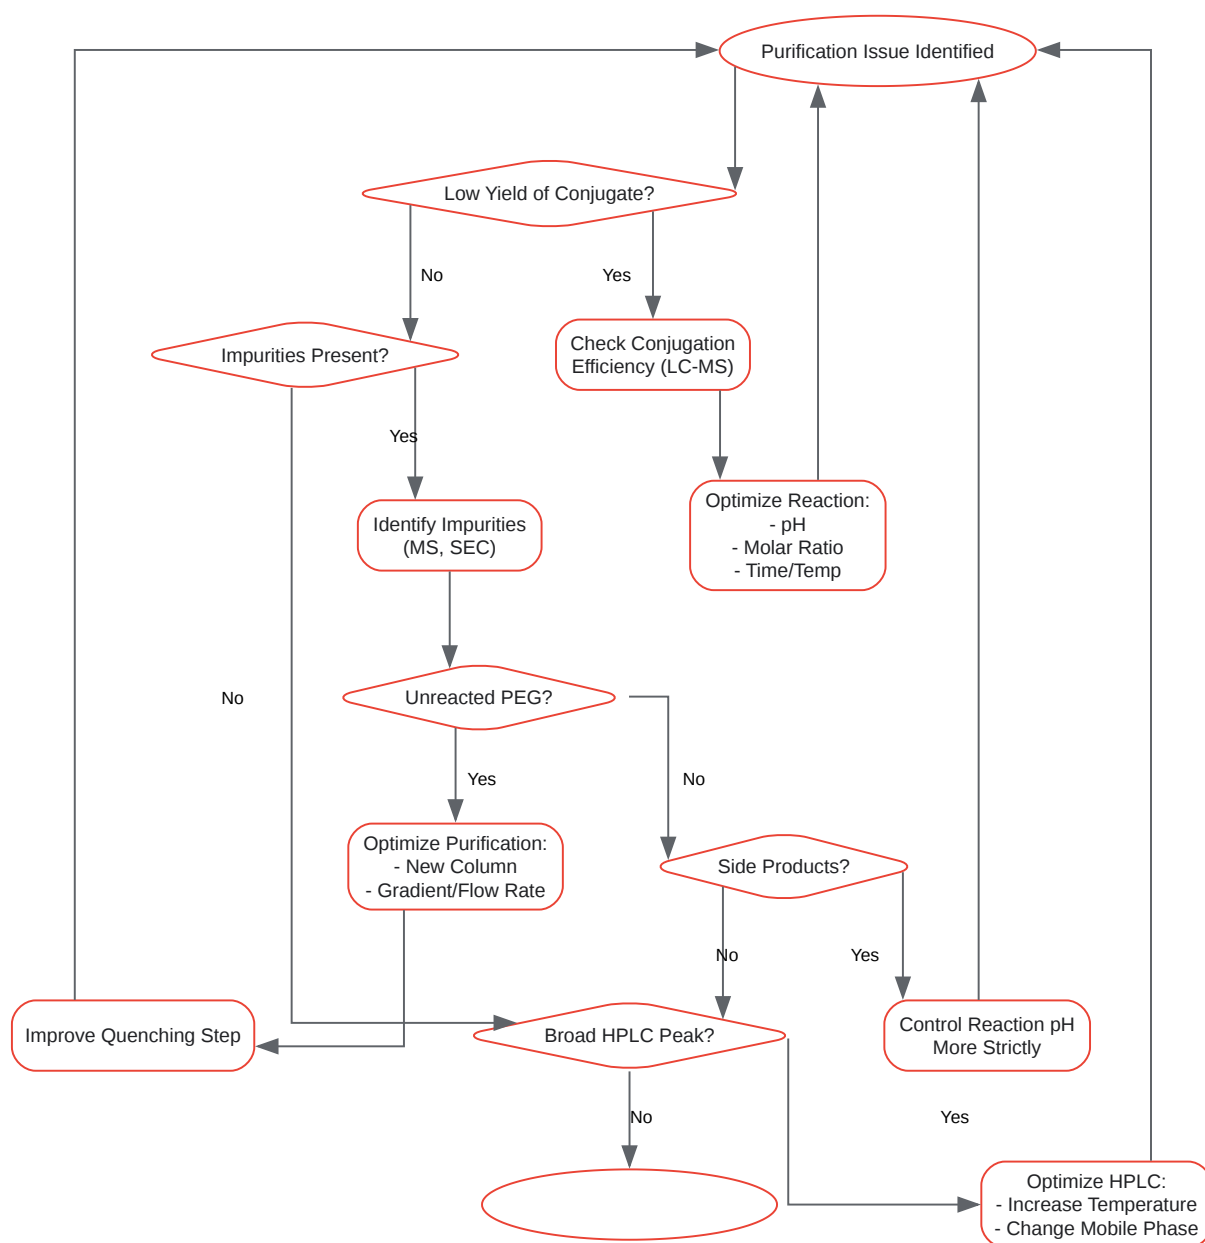 Purification Issue Identified
Low Yield of Conjugate?
No
Yes
Impurities Present?
Check Conjugation
Efficiency (LC-MS)
Yes
Identify Impurities
(MS, SEC)
Optimize Reaction:
- pH
- Molar Ratio
- Time/Temp
No
Unreacted PEG?
Yes
No
Optimize Purification:
- New Column
- Gradient/Flow Rate
Side Products?
No
Yes
Improve Quenching Step
Broad HPLC Peak?
Control Reaction pH
More Strictly
No
Yes
Optimize HPLC:
- Increase Temperature
- Change Mobile Phase